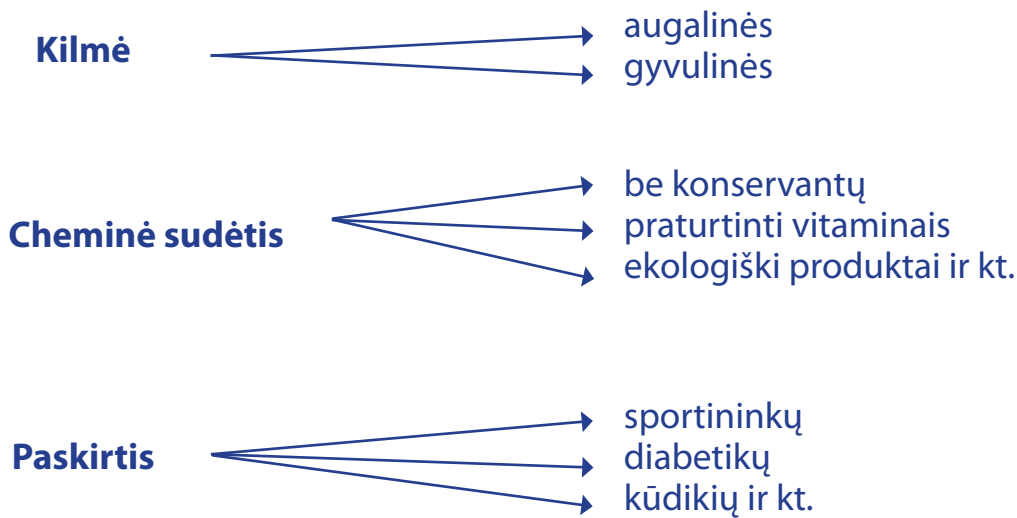 Kilmė
augalinės
gyvulinės
Cheminė sudėtis
be konservantų
praturtinti vitaminais
ekologiški produktai ir kt.
Paskirtis
sportininkų
diabetikų
kūdikių ir kt.